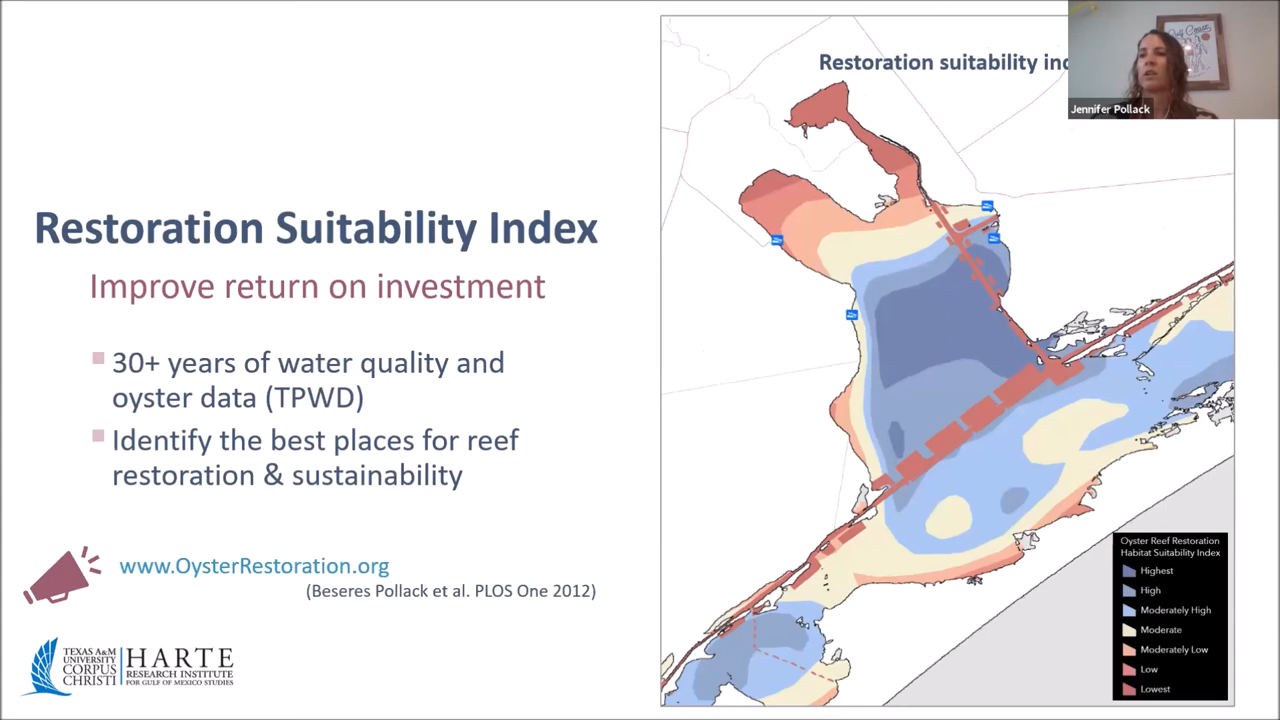 Restoration suitability ind
Gulf Coast
Jennifer Pollack
Restoration Suitability Index
Improve return on investment
30+ years of water quality and
oyster data (TPWD)
Identify the best places for reef
restoration & sustainability
www.OysterRestoration.org
(Beseres Pollack et al. PLOS One 2012)
TEXAS A&M
UNIVERSITY
CORPUS
CHRISTI
HARTE
RESEARCH INSTITUTE
FOR GULF OF MEXICO STUDIES
Oyster Reef Restoration
Habitat Suitability Index
Highest
High
Moderately High
Moderate
Moderately Low
Low
Lowest